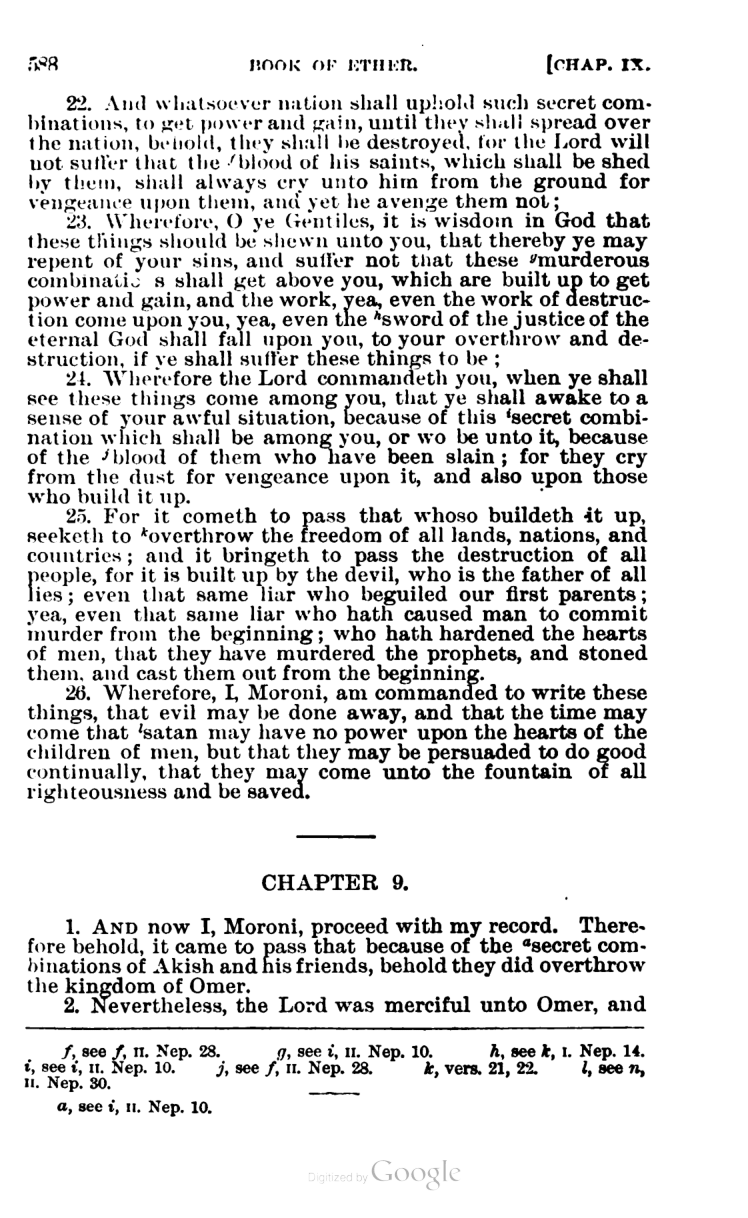 588 BOOK OF ETHER. [CHAP. IX.
22. And whatsoever nation shall uphold such secret com-
binations, to get power and gain, until they shall spread over
the nation, behold, they shall be destroyed, for the Lord will
not suffer that the ᶠblood of his saints, which shall be shed
by them, shall always cry unto him from the ground for
vengeance upon them, and yet he avenge them not;
23. Wherefore, O ye Gentiles, it is wisdom in God that
these things should be shewn unto you, that thereby ye may
repent of your sins, and suffer not that these ᵍmurderous
combinatio s shall get above you, which are built up to get
power and gain, and the work, yea, even the work of destruc-
tion come upon you, yea, even the ʰsword of the justice of the
eternal God shall fall upon you, to your overthrow and de-
struction, if ye shall suffer these things to be;
24. Wherefore the Lord commandeth you, when ye shall
see these things come among you, that ye shall awake to a
sense of your awful situation, because of this ⁱsecret combi-
nation which shall be among you, or wo be unto it, because
of the ʲblood of them who have been slain; for they cry
from the dust for vengeance upon it, and also upon those
who build it up.
25. For it cometh to pass that whoso buildeth it up,
seeketh to ᵏoverthrow the freedom of all lands, nations, and
countries; and it bringeth to pass the destruction of all
people, for it is built up by the devil, who is the father of all
lies; even that same liar who beguiled our first parents;
yea, even that same liar who hath caused man to commit
murder from the beginning; who hath hardened the hearts
of men, that they have murdered the prophets, and stoned
them, and cast them out from the beginning.
26. Wherefore, I, Moroni, am commanded to write these
things, that evil may be done away, and that the time may
come that ˡsatan may have no power upon the hearts of the
children of men, but that they may be persuaded to do good
continually, that they may come unto the fountain of all
righteousness and be saved.
CHAPTER 9.
1. AND now I, Moroni, proceed with my record. There-
fore behold, it came to pass that because of the ᵃsecret com-
binations of Akish and his friends, behold they did overthrow
the kingdom of Omer.
2. Nevertheless, the Lord was merciful unto Omer, and
f, see f, II. Nep. 28. g, see i, II. Nep. 10. h, see k, I. Nep. 14.
i, see i, II. Nep. 10. j, see f, II. Nep. 28. k, vers. 21, 22. l, see n,
II. Nep. 30.
a, see i, II. Nep. 10.
Digitized by Google